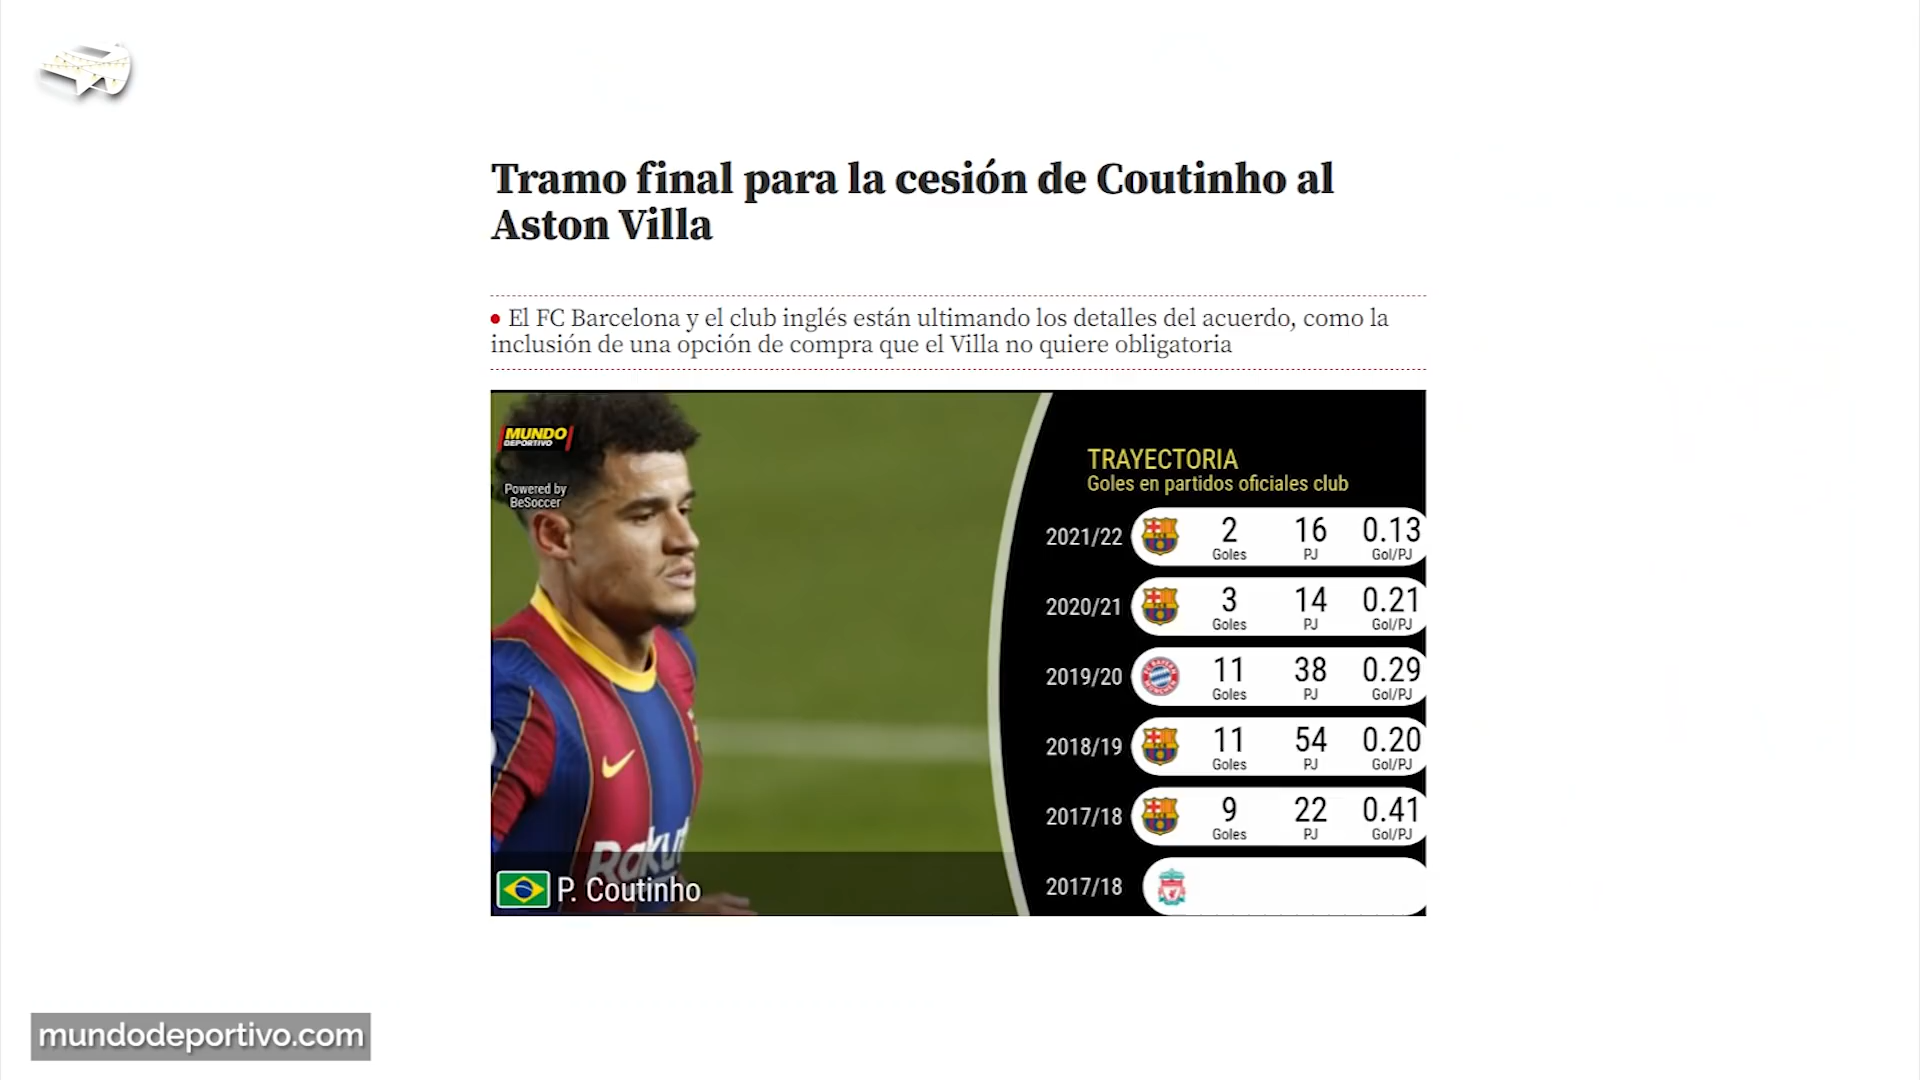 Tramo final para la cesión de Coutinho al
Aston Villa
• El FC Barcelona y el club inglés están ultimando los detalles del acuerdo, como la
inclusión de una opción de compra que el Villa no quiere obligatoria
MUNDO
DEPORTIVO
Powered by
BeSoccer
TRAYECTORIA
Goles en partidos oficiales club
2021/22 2 16 0.13
Goles PJ Gol/PJ
2020/21 3 14 0.21
Goles PJ Gol/PJ
2019/20 11 38 0.29
Goles PJ Gol/PJ
2018/19 11 54 0.20
Goles PJ Gol/PJ
2017/18 9 22 0.41
Goles PJ Gol/PJ
2017/18
Rakut
P. Coutinho
mundodeportivo.com